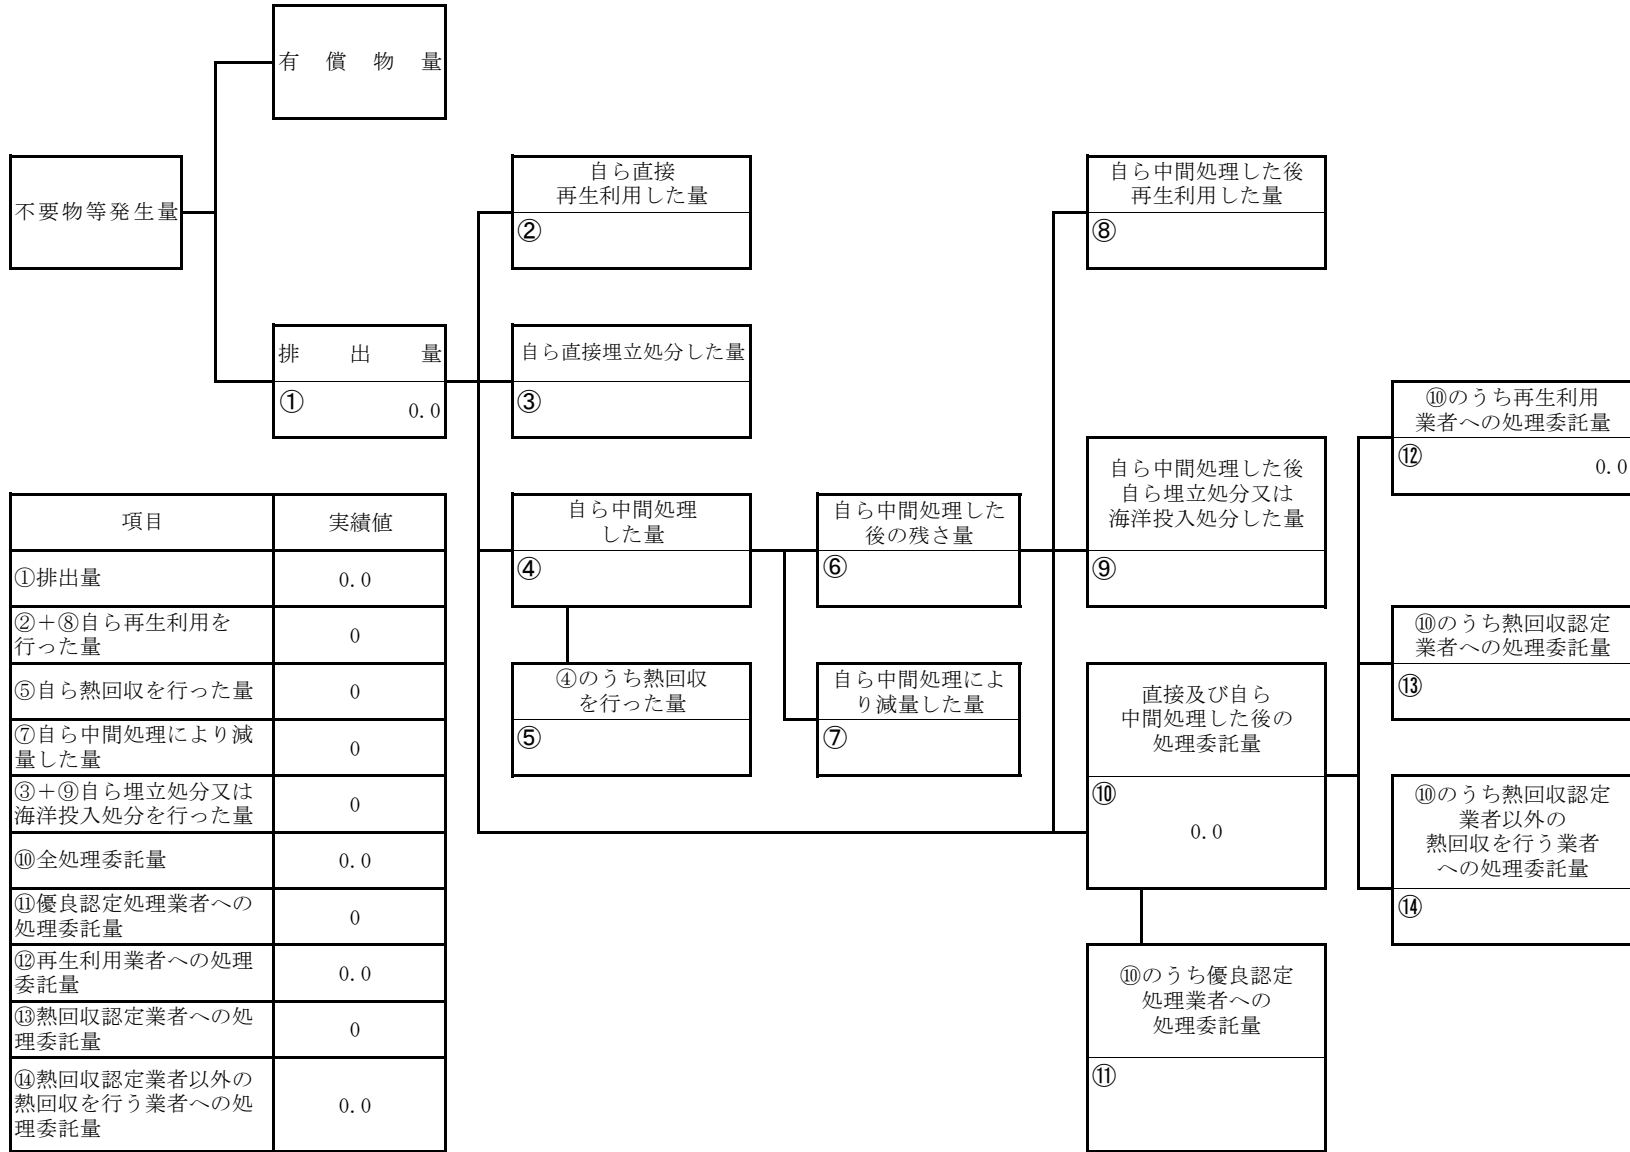 有償物量
不要物等発生量
排出量
① 0.0
自ら直接
再生利用した量
②
自ら直接埋立処分した量
③
自ら中間処理
した量
④
④のうち熱回収
を行った量
⑤
自ら中間処理した
後の残さ量
⑥
自ら中間処理によ
り減量した量
⑦
自ら中間処理した後
再生利用した量
⑧
自ら中間処理した後
自ら埋立処分又は
海洋投入処分した量
⑨
直接及び自ら
中間処理した後の
処理委託量
⑩
0.0
⑩のうち優良認定
処理業者への
処理委託量
⑪
⑩のうち再生利用
業者への処理委託量
⑫ 0.0
⑩のうち熱回収認定
業者への処理委託量
⑬
⑩のうち熱回収認定
業者以外の
熱回収を行う業者
への処理委託量
⑭
項目 実績値
①排出量 0.0
②＋⑧自ら再生利用を
行った量 0
⑤自ら熱回収を行った量 0
⑦自ら中間処理により減
量した量 0
③＋⑨自ら埋立処分又は
海洋投入処分を行った量 0
⑩全処理委託量 0.0
⑪優良認定処理業者への
処理委託量 0
⑫再生利用業者への処理
委託量 0.0
⑬熱回収認定業者への処
理委託量 0
⑭熱回収認定業者以外の
熱回収を行う業者への処
理委託量 0.0